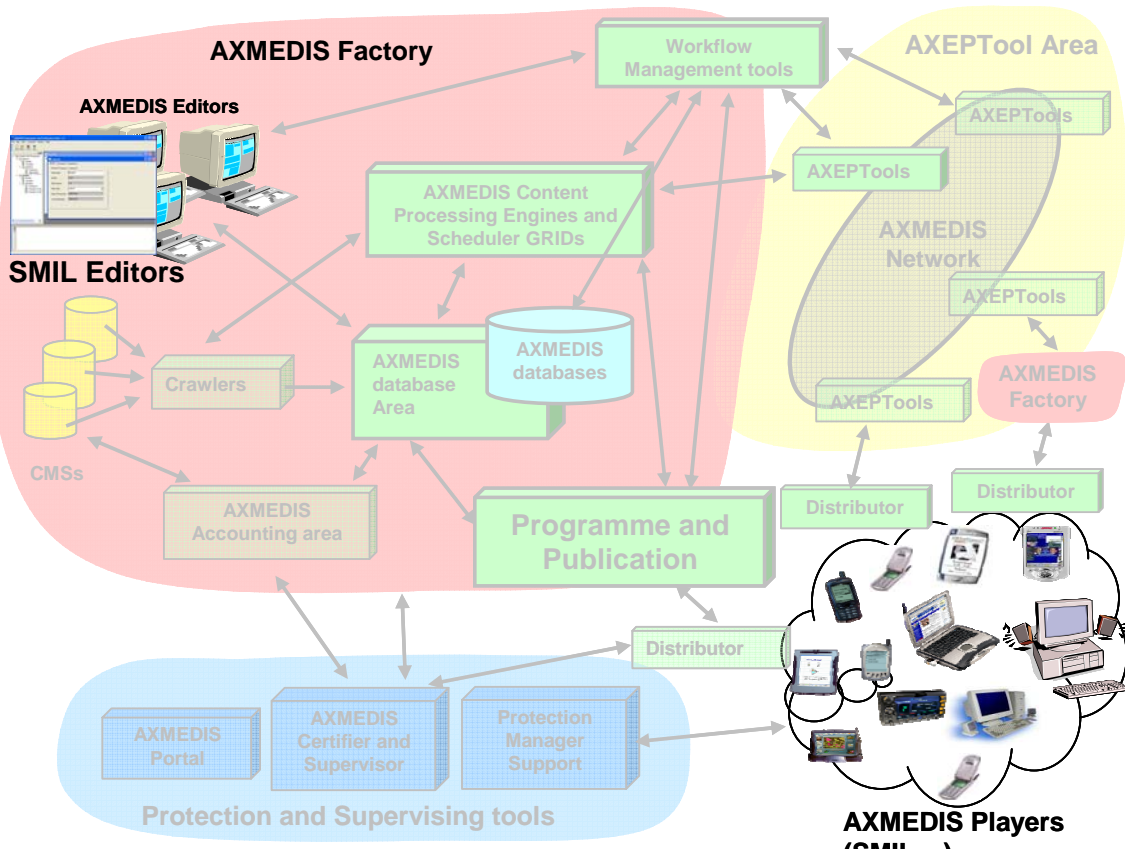 AXMEDIS Factory
Workflow
Management tools
AXEPTool Area
AXMEDIS Editors
AXEPTools
AXEPTools
AXMEDIS Content
Processing Engines and
Scheduler GRIDs
AXMEDIS
Network
SMIL Editors
AXEPTools
AXMEDIS
database
Area
AXMEDIS
databases
Crawlers
AXMEDIS
Factory
AXEPTools
CMSs
AXMEDIS
Accounting area
Programme and
Publication
Distributor
Distributor
Distributor
AXMEDIS
Portal
AXMEDIS
Certifier and
Supervisor
Protection
Manager
Support
Protection and Supervising tools
AXMEDIS Players